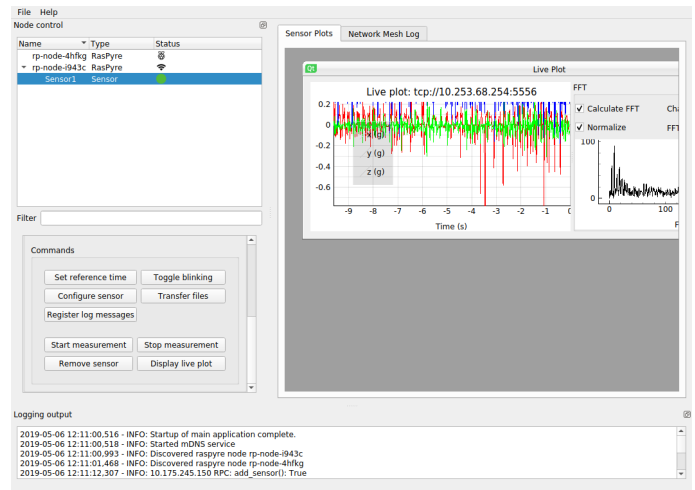 File Help
Node control
Name Type Status
rp-node-4hfkg RasPyre
rp-node-i943c RasPyre
Sensor1 Sensor
Filter
Commands
Set reference time Toggle blinking
Configure sensor Transfer files
Register log messages
Start measurement Stop measurement
Remove sensor Display live plot
Sensor Plots Network Mesh Log
Qt Live Plot
Live plot: tcp://10.253.68.254:5556
0.2
0
-0.2
-0.4
-0.6
x (g)
y (g)
z (g)
-9 -8 -7 -6 -5 -4 -3 -2 -1 0
Time (s)
FFT
Calculate FFT Cha
Normalize FFT
100
0
0 100
F
Logging output
2019-05-06 12:11:00,516 - INFO: Startup of main application complete.
2019-05-06 12:11:00,518 - INFO: Started mDNS service
2019-05-06 12:11:00,993 - INFO: Discovered raspyre node rp-node-i943c
2019-05-06 12:11:01,468 - INFO: Discovered raspyre node rp-node-4hfkg
2019-05-06 12:11:12,307 - INFO: 10.175.245.150 RPC: add_sensor(): True